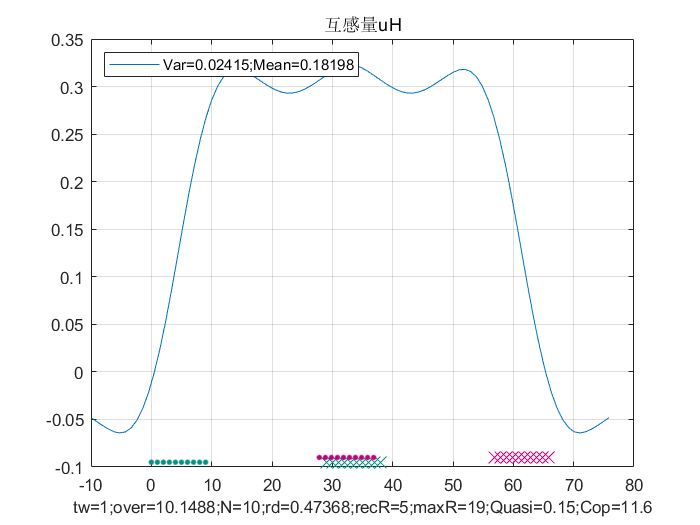 互感量uH
0.35
Var=0.02415;Mean=0.18198
0.3
0.25
0.2
0.15
0.1
0.05
0
-0.05
-0.1
-10 0 10 20 30 40 50 60 70 80
tw=1;over=10.1488;N=10;rd=0.47368;recR=5;maxR=19;Quasi=0.15;Cop=11.6